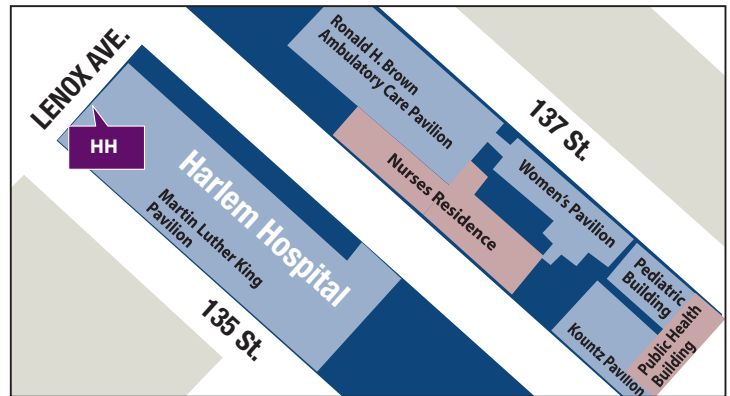 LENOX AVE.
HH
Harlem Hospital
Martin Luther King
Pavilion
135 St.
Ronald H. Brown
Ambulatory Care Pavilion
Nurses Residence
137 St.
Women's Pavilion
Pediatric
Building
Kountz Pavilion
Public Health
Building